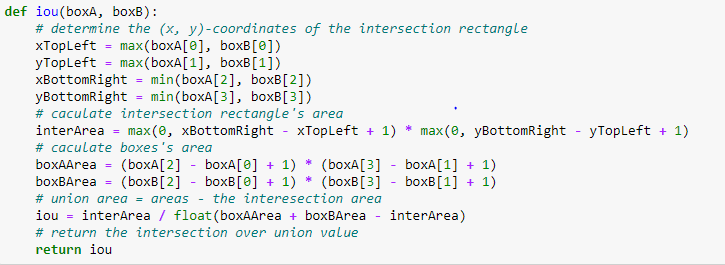 def iou(boxA, boxB):
    # determine the (x, y)-coordinates of the intersection rectangle
    xTopLeft = max(boxA[0], boxB[0])
    yTopLeft = max(boxA[1], boxB[1])
    xBottomRight = min(boxA[2], boxB[2])
    yBottomRight = min(boxA[3], boxB[3])
    # caculate intersection rectangle's area
    interArea = max(0, xBottomRight - xTopLeft + 1) * max(0, yBottomRight - yTopLeft + 1)
    # caculate boxes's area
    boxAArea = (boxA[2] - boxA[0] + 1) * (boxA[3] - boxA[1] + 1)
    boxBArea = (boxB[2] - boxB[0] + 1) * (boxB[3] - boxB[1] + 1)
    # union area = areas - the interesection area
    iou = interArea / float(boxAArea + boxBArea - interArea)
    # return the intersection over union value
    return iou